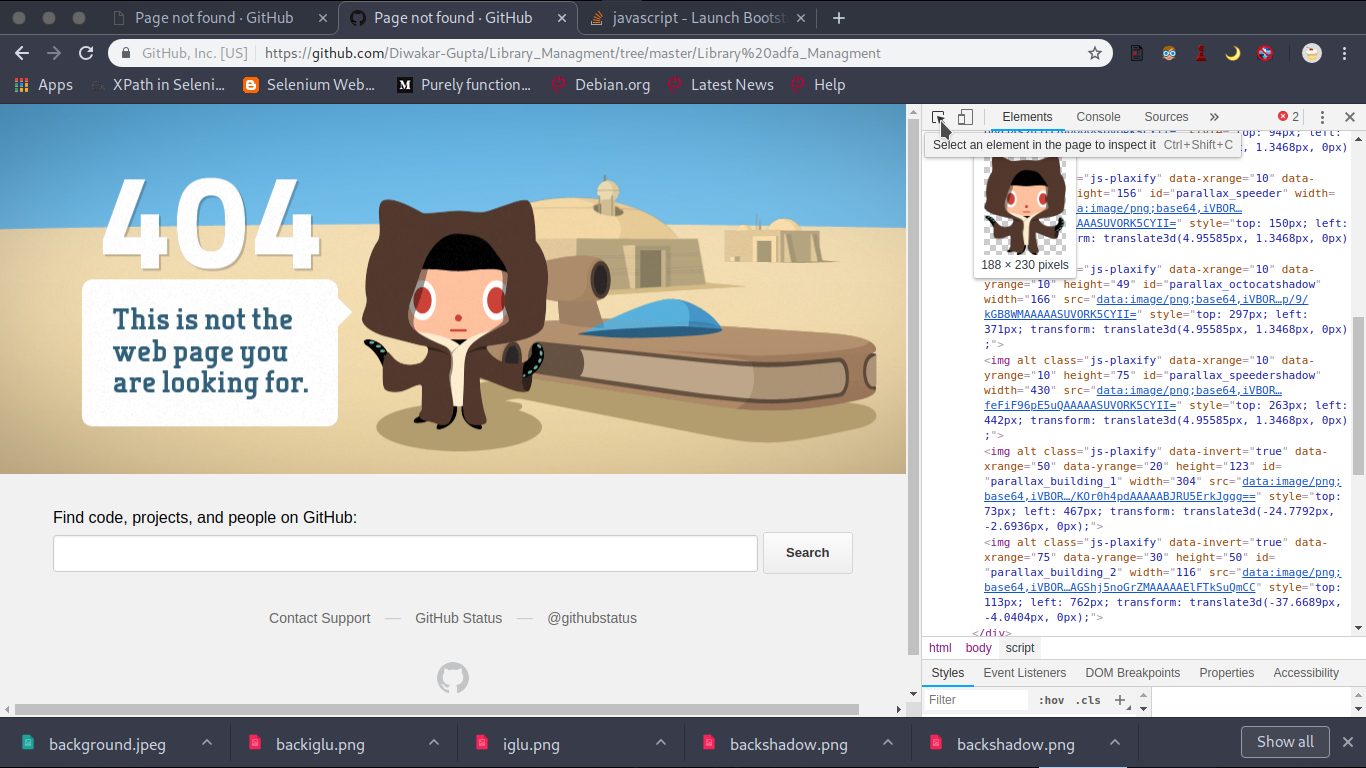 Page not found · GitHub
Page not found · GitHub
javascript - Launch Bootst
GitHub, Inc. [US]
https://github.com/Diwakar-Gupta/Library_Managment/tree/master/Library%20adfa_Managment
Apps
XPath in Seleni…
Selenium Web…
Purely function…
Debian.org
Latest News
Help
404
This is not the
web page you
are looking for.
Find code, projects, and people on GitHub:
Search
Contact Support
GitHub Status
@githubstatus
Elements
Console
Sources
2
Select an element in the page to inspect it Ctrl+Shift+C
top: 94px; left:
, 1.3468px, 0px)
188 × 230 pixels
="js-plaxify" data-xrange="10" data-
eight="156" id="parallax_speeder" width=
a:image/png;base64,iVBOR…
AAASUVORK5CYII=" style="top: 150px; left:
rm: translate3d(4.95585px, 1.3468px, 0px)
="js-plaxify" data-xrange="10" data-
yrange="10" height="49" id="parallax_octocatshadow"
width="166" src="data:image/png;base64,iVBOR…p/9/
kGB8WMAAAAASUVORK5CYII=" style="top: 297px; left:
371px; transform: translate3d(4.95585px, 1.3468px, 0px)
;">
<img alt class="js-plaxify" data-xrange="10" data-
yrange="10" height="75" id="parallax_speedershadow"
width="430" src="data:image/png;base64,iVBOR…
feFiF96pE5uQAAAAASUVORK5CYII=" style="top: 263px; left:
442px; transform: translate3d(4.95585px, 1.3468px, 0px)
;">
<img alt class="js-plaxify" data-invert="true" data-
xrange="50" data-yrange="20" height="123" id=
"parallax_building_1" width="304" src="data:image/png;
base64,iVBOR…/KOr0h4pdAAAAABJRU5ErkJggg==" style="top:
73px; left: 467px; transform: translate3d(-24.7792px,
-2.6936px, 0px);">
<img alt class="js-plaxify" data-invert="true" data-
xrange="75" data-yrange="30" height="50" id=
"parallax_building_2" width="116" src="data:image/png;
base64,iVBOR…AGShj5noGrZMAAAAAElFTkSuQmCC" style="top:
113px; left: 762px; transform: translate3d(-37.6689px,
-4.0404px, 0px);">
</div>
html body script
Styles
Event Listeners
DOM Breakpoints
Properties
Accessibility
Filter
:hov .cls
background.jpeg
backiglu.png
iglu.png
backshadow.png
backshadow.png
Show all